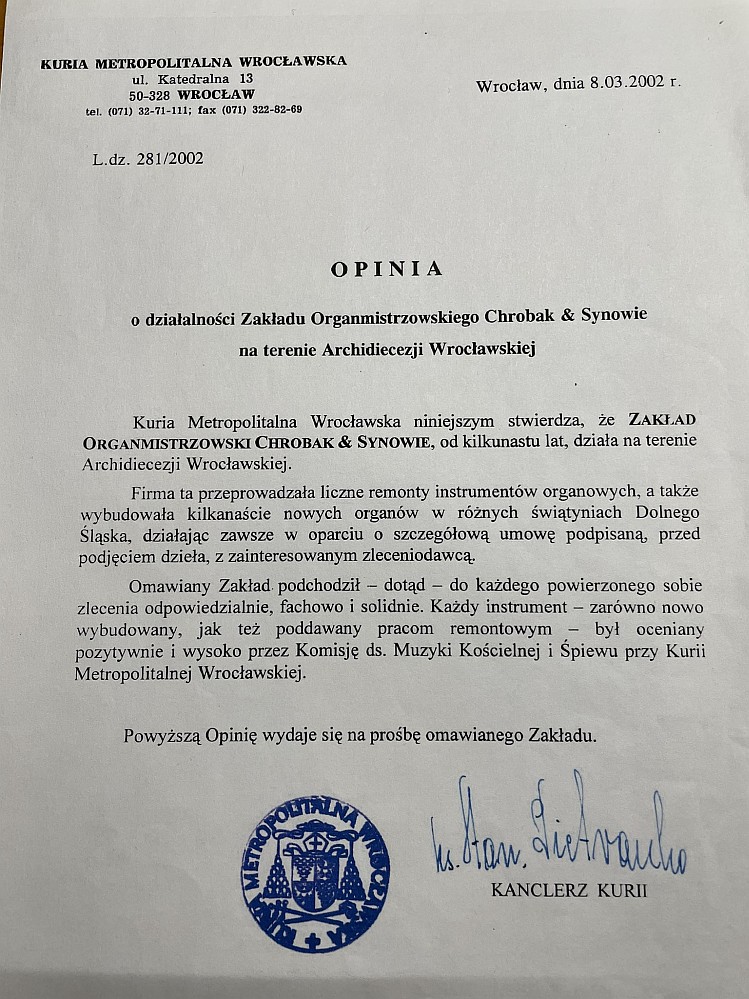 KURIA METROPOLITALNA WROCŁAWSKA
ul. Katedralna 13
50-328 WROCŁAW
tel. (071) 32-71-111; fax (071) 322-82-69
Wrocław, dnia 8.03.2002 r.
L.dz. 281/2002
OPINIA
o działalności Zakładu Organmistrzowskiego Chrobak & Synowie
na terenie Archidiecezji Wrocławskiej
Kuria Metropolitalna Wrocławska niniejszym stwierdza, że ZAKŁAD
ORGANMISTRZOWSKI CHROBAK & SYNOWIE, od kilkunastu lat, działa na terenie
Archidiecezji Wrocławskiej.
Firma ta przeprowadzała liczne remonty instrumentów organowych, a także
wybudowała kilkanaście nowych organów w różnych świątyniach Dolnego
Śląska, działając zawsze w oparciu o szczegółową umowę podpisaną, przed
podjęciem dzieła, z zainteresowanym zleceniodawcą.
Omawiany Zakład podchodził – dotąd – do każdego powierzonego sobie
zlecenia odpowiedzialnie, fachowo i solidnie. Każdy instrument – zarówno nowo
wybudowany, jak też poddawany pracom remontowym – był oceniany
pozytywnie i wysoko przez Komisję ds. Muzyki Kościelnej i Śpiewu przy Kurii
Metropolitalnej Wrocławskiej.
Powyższą Opinię wydaje się na prośbę omawianego Zakładu.
KURIA METROPOLITALNA WROCŁAWSKA
ks. Stan.
KANCLERZ KURII